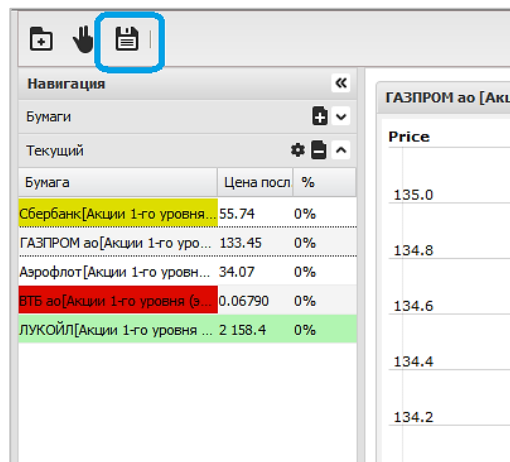 Навигация
Бумаги
Текущий
Бумага Цена посл %
Сбербанк[Акции 1-го уровня... 55.74 0%
ГАЗПРОМ ао[Акции 1-го уро... 133.45 0%
Аэрофлот[Акции 1-го уровн... 34.07 0%
ВТБ ао[Акции 1-го уровня (э... 0.06790 0%
ЛУКОЙЛ[Акции 1-го уровня ... 2 158.4 0%
ГАЗПРОМ ао [Акц
Price
135.0
134.8
134.6
134.4
134.2